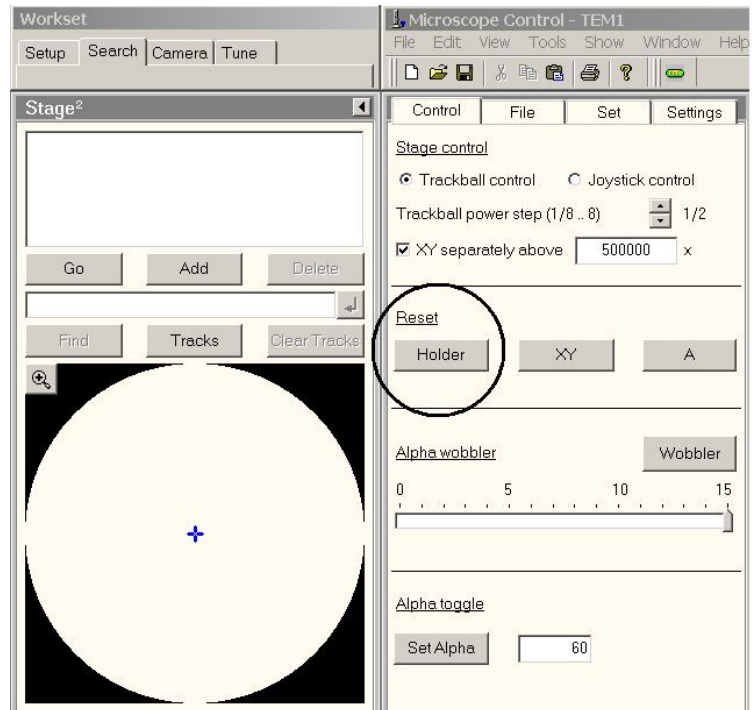 Workset
Setup Search Camera Tune
Stage²
Go Add Delete
Find Tracks Clear Tracks
Microscope Control - TEM1
File Edit View Tools Show Window Help
Control File Set Settings
Stage control
Trackball control Joystick control
Trackball power step (1/8 .. 8) 1/2
XY separately above 500000 x
Reset
Holder XY A
Alpha wobbler Wobbler
0 5 10 15
Alpha toggle
Set Alpha 60